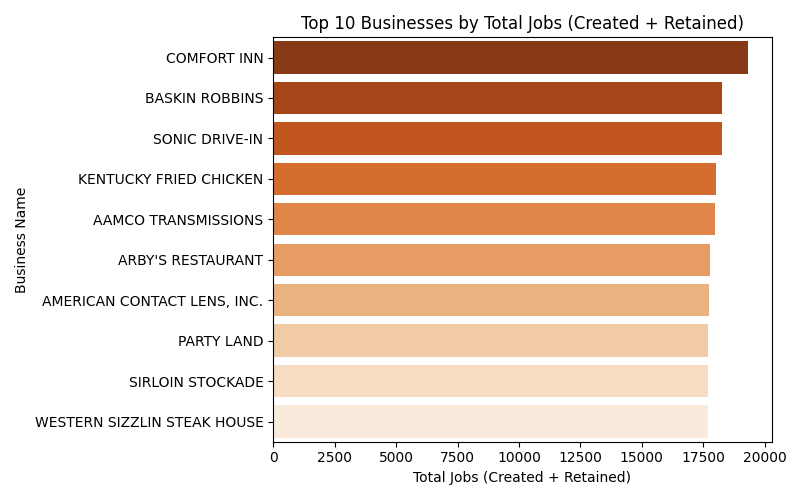 Top 10 Businesses by Total Jobs (Created + Retained)
Business Name
COMFORT INN
BASKIN ROBBINS
SONIC DRIVE-IN
KENTUCKY FRIED CHICKEN
AAMCO TRANSMISSIONS
ARBY'S RESTAURANT
AMERICAN CONTACT LENS, INC.
PARTY LAND
SIRLOIN STOCKADE
WESTERN SIZZLIN STEAK HOUSE
0 2500 5000 7500 10000 12500 15000 17500 20000
Total Jobs (Created + Retained)